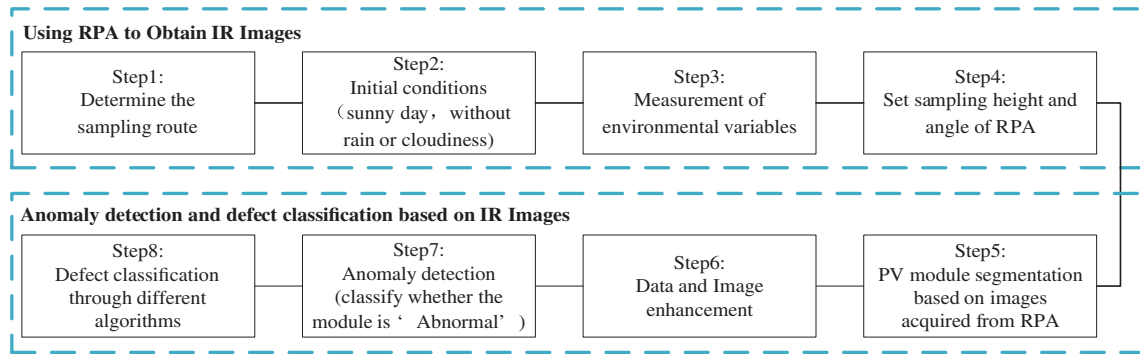 Using RPA to Obtain IR Images
Step1:
Determine the
sampling route
Step2:
Initial conditions
（sunny day，without
rain or cloudiness)
Step3:
Measurement of
environmental variables
Step4:
Set sampling height and
angle of RPA
Anomaly detection and defect classification based on IR Images
Step8:
Defect classification
through different
algorithms
Step7:
Anomaly detection
(classify whether the
module is ‘ Abnormal’ )
Step6:
Data and Image
enhancement
Step5:
PV module segmentation
based on images
acquired from RPA